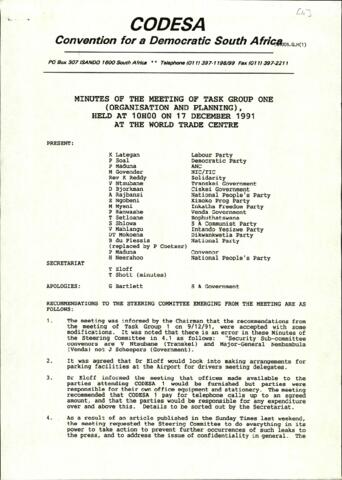 CODESA
Convention for a Democratic South Africa
PO Box 307 ISANDO 1600 South Africa ** Telephone (011) 397-1198/99 Fax (011) 397-2211
MINUTES OF THE MEETING OF TASK GROUP ONE
(ORGANISATION AND PLANNING),
HELD AT 10H00 ON 17 DECEMBER 1991
AT THE WORLD TRADE CENTRE
PRESENT:
K Lategan Labour Party
P Soal Democratic Party
P Maduna ANC
M Govender NIC/TIC
Rev K Reddy Solidarity
V Ntsubane Transkei Government
D Bjorkman Ciskei Government
A Rajbansi National People's Party
Z Ngobeni Ximoko Prog Party
M Myeni Inkatha Freedom Party
P Ramaahe Venda Government
T Setloane Bophuthatswana
S Shilowa S A Communist Party
V Mahlangu Intando Yesizwe Party
DT Mokoena Dikwankwetla Party
B du Plessis National Party
(replaced P Coetzer)
P Maduna Convenor
H Neerahoo National People's Party
SECRETARIAT
T Eloff
T Shoti (minutes)
APOLOGIES: G Bartlett S A Government
RECOMMENDATIONS TO THE STEERING COMMITTEE EMERGING FROM THE MEETING ARE AS
FOLLOWS:
1. The meeting was informed by the Chairman that the recommendations from
the meeting of Task Group 1 on 9/12/91, were accepted with some
modifications. It was noted that there is an error in these Minutes of
the Steering Committee in 4.1 as follows: "Security Sub-committee
convenors are V Ntsubane (Transkei) and Major-General
(Venda) not J Scheepers (Government).
2. It was agreed that Dr Eloff would look into making arrangements for
parking facilities at the Airport for drivers meeting delegates.
3. Dr Eloff informed the meeting that offices made available to the
parties attending CODESA 1 would be furnished but parties were
responsible for their own office equipment and stationery. The meeting
recommended that CODESA 1 pay for telephone calls up to an agreed
amount, and that the parties would be responsible for any expenditure
over and above this. Details to be sorted out by the Secretariat.
4. As a result of an article published in the Sunday Times last weekend,
the meeting requested the Steering Committee to do everything in its
power to take action to prevent further occurrences of such leaks to
the press, and to address the issue of confidentiality in general. The